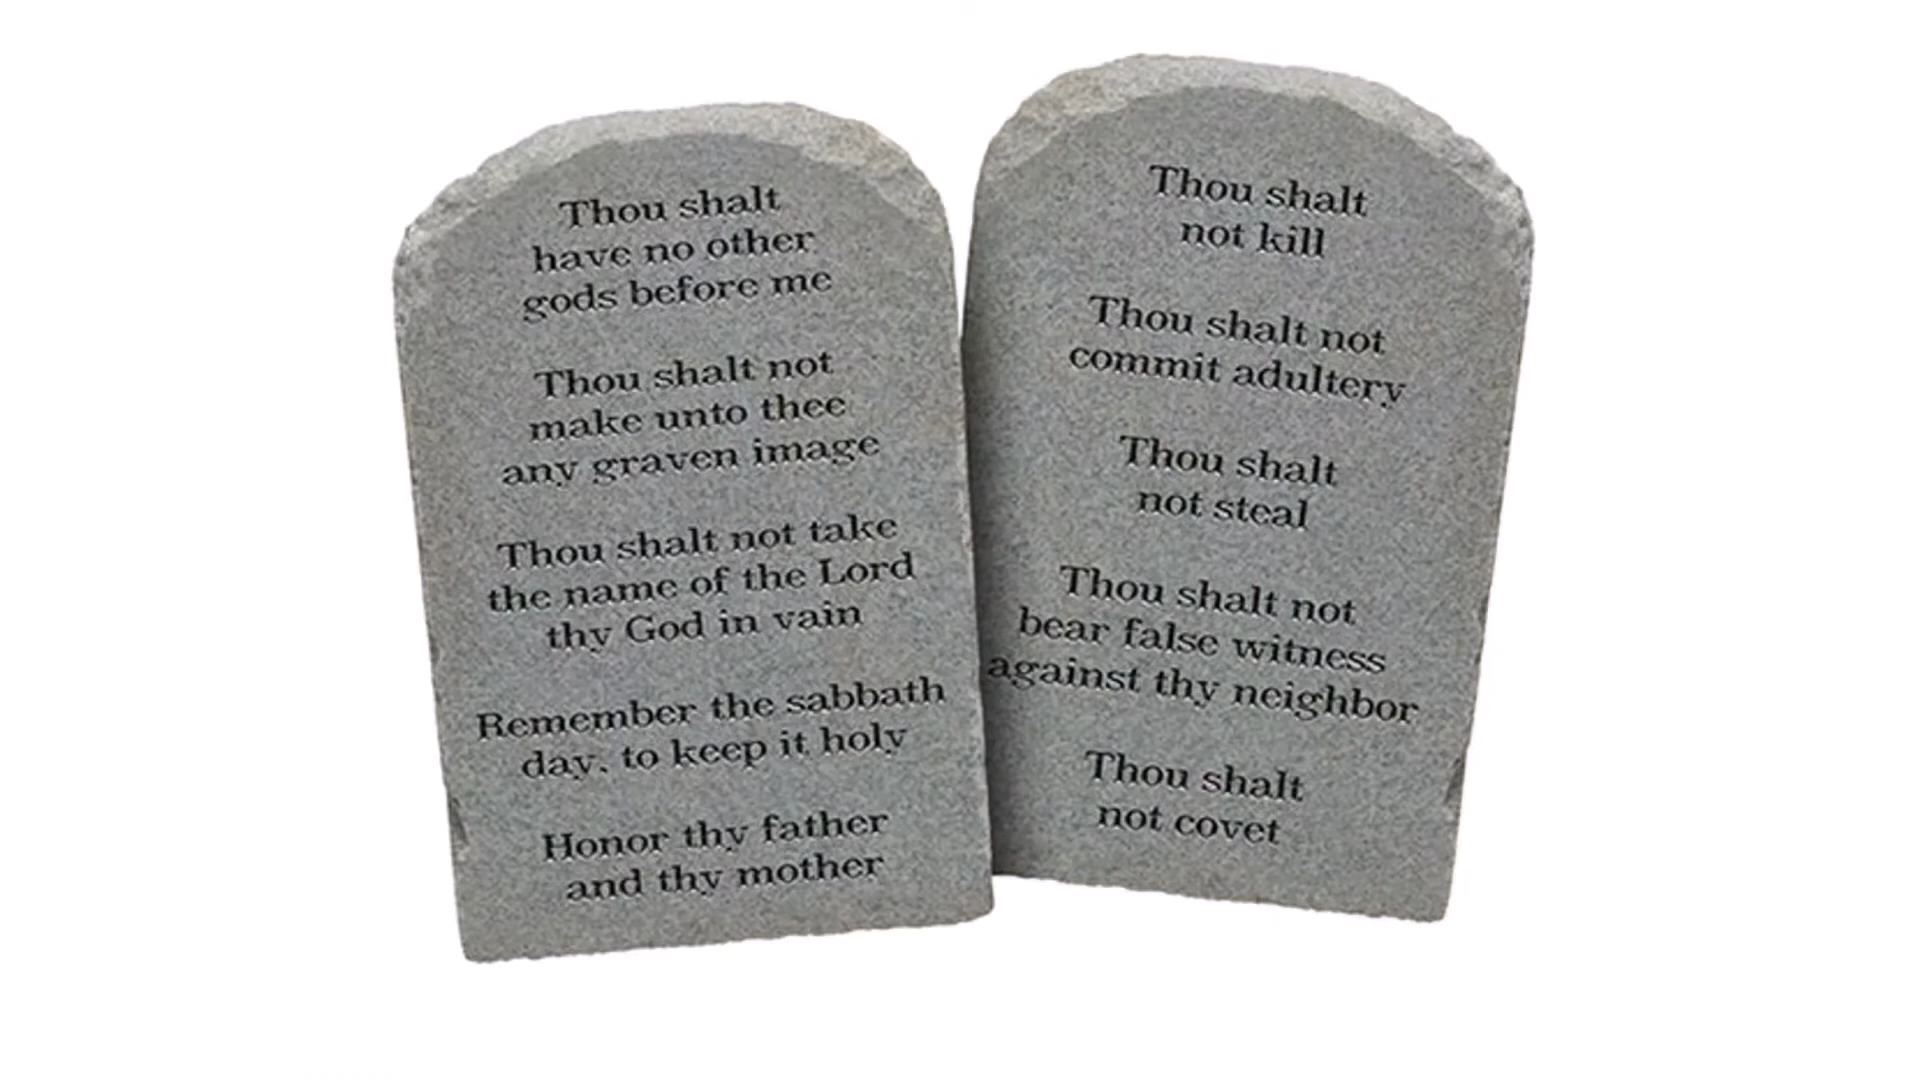 Thou shalt
have no other
gods before me
Thou shalt not
make unto thee
any graven image
Thou shalt not take
the name of the Lord
thy God in vain
Remember the sabbath
day, to keep it holy
Honor thy father
and thy mother
Thou shalt
not kill
Thou shalt not
commit adultery
Thou shalt
not steal
Thou shalt not
bear false witness
against thy neighbor
Thou shalt
not covet